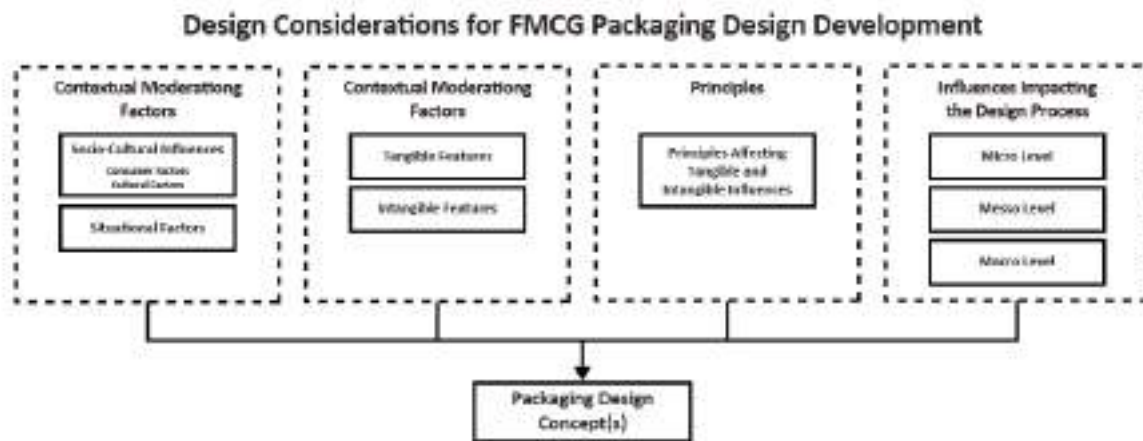 Design Considerations for FMCG Packaging Design Development
Contextual Moderationg
Factors
Socio-Cultural Influences
Consumer Factors
Cultural Factors
Situational Factors
Contextual Moderationg
Factors
Tangible Features
Intangible Features
Principles
Principles Affecting
Tangible and
Intangible Influences
Influences Impacting
the Design Process
Micro Level
Messo Level
Macro Level
Packaging Design
Concept(s)